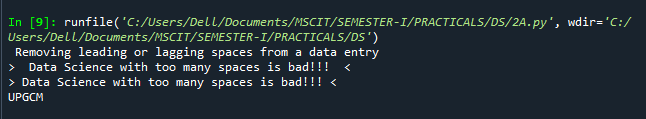 In [9]: runfile('C:/Users/Dell/Documents/MSCIT/SEMESTER-I/PRACTICALS/DS/2A.py', wdir='C:/
Users/Dell/Documents/MSCIT/SEMESTER-I/PRACTICALS/DS')
 Removing leading or lagging spaces from a data entry
>  Data Science with too many spaces is bad!!!  <
> Data Science with too many spaces is bad!!! <
UPGCM